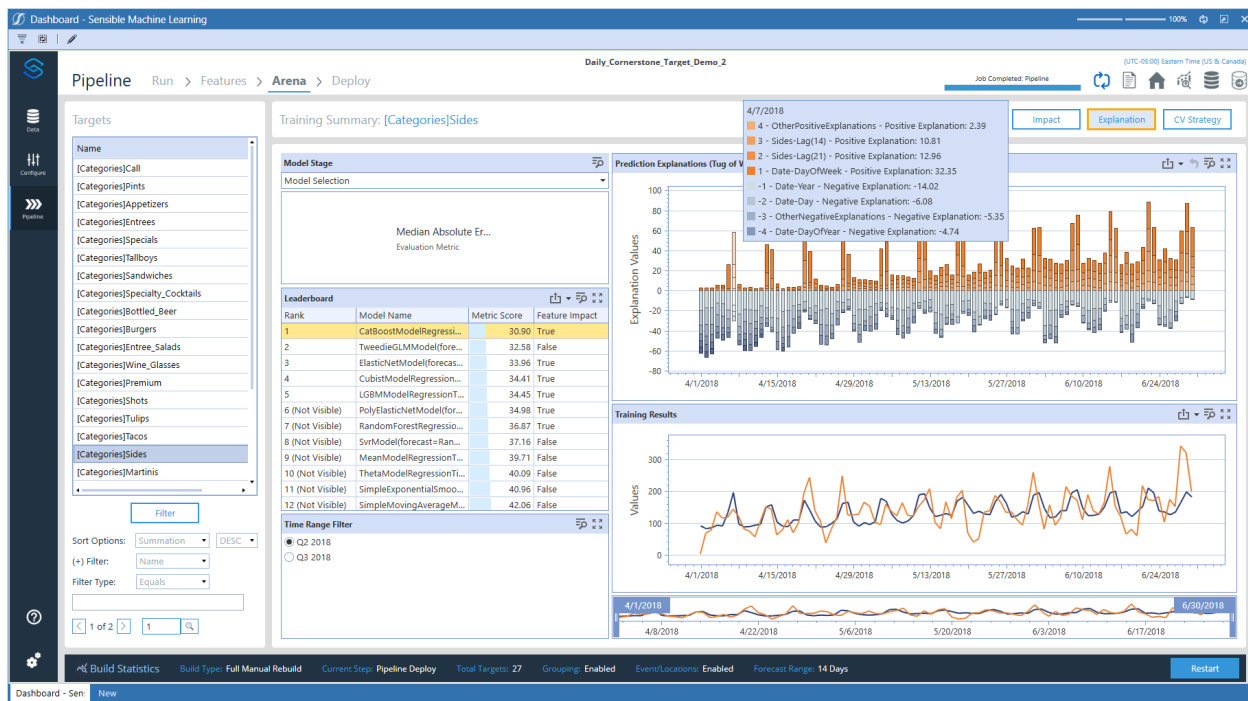 Dashboard - Sensible Machine Learning
100%
Daily_Cornerstone_Target_Demo_2
(UTC-05:00) Eastern Time (US & Canada)
Pipeline Run > Features > Arena > Deploy
Job Completed: Pipeline
Data
Configure
Pipeline
Targets
Name
[Categories]Call
[Categories]Pints
[Categories]Appetizers
[Categories]Entrees
[Categories]Specials
[Categories]Tallboys
[Categories]Sandwiches
[Categories]Specialty_Cocktails
[Categories]Bottled_Beer
[Categories]Burgers
[Categories]Entree_Salads
[Categories]Wine_Glasses
[Categories]Premium
[Categories]Shots
[Categories]Tulips
[Categories]Tacos
[Categories]Sides
[Categories]Martinis
Filter
Sort Options: Summation DESC
(+) Filter: Name
Filter Type: Equals
1 of 2 1
Training Summary: [Categories]Sides
Impact Explanation CV Strategy
Model Stage
Model Selection
Median Absolute Er...
Evaluation Metric
Leaderboard
Rank Model Name Metric Score Feature Impact
1 CatBoostModelRegressi... 30.90 True
2 TweedieGLMModel(fore... 32.58 False
3 ElasticNetModel(forecas... 33.96 True
4 CubistModelRegression... 34.41 True
5 LGBMModelRegressionT... 34.45 True
6 (Not Visible) PolyElasticNetModel(for... 34.98 True
7 (Not Visible) RandomForestRegressio... 36.87 True
8 (Not Visible) SvrModel(forecast=Ran... 37.16 False
9 (Not Visible) MeanModelRegressionT... 39.71 False
10 (Not Visible) ThetaModelRegressionTi... 40.09 False
11 (Not Visible) SimpleExponentialSmoo... 40.96 False
12 (Not Visible) SimpleMovingAverageM... 42.06 False
Time Range Filter
Q2 2018
Q3 2018
Prediction Explanations (Tug of W
4/7/2018
4 - OtherPositiveExplanations - Positive Explanation: 2.39
3 - Sides-Lag(14) - Positive Explanation: 10.81
2 - Sides-Lag(21) - Positive Explanation: 12.96
1 - Date-DayOfWeek - Positive Explanation: 32.35
-1 - Date-Year - Negative Explanation: -14.02
-2 - Date-Day - Negative Explanation: -6.08
-3 - OtherNegativeExplanations - Negative Explanation: -5.35
-4 - Date-DayOfYear - Negative Explanation: -4.74
Explanation Values
100
80
60
40
20
0
-20
-40
-60
-80
4/1/2018 4/15/2018 4/29/2018 5/13/2018 5/27/2018 6/10/2018 6/24/2018
Training Results
Values
300
200
100
0
4/1/2018 4/15/2018 4/29/2018 5/13/2018 5/27/2018 6/10/2018 6/24/2018
4/1/2018 6/30/2018
4/8/2018 4/22/2018 5/6/2018 5/20/2018 6/3/2018 6/17/2018
Build Statistics Build Type: Full Manual Rebuild Current Step: Pipeline Deploy Total Targets: 27 Grouping: Enabled Event/Locations: Enabled Forecast Range: 14 Days Restart
Dashboard - Sen: New